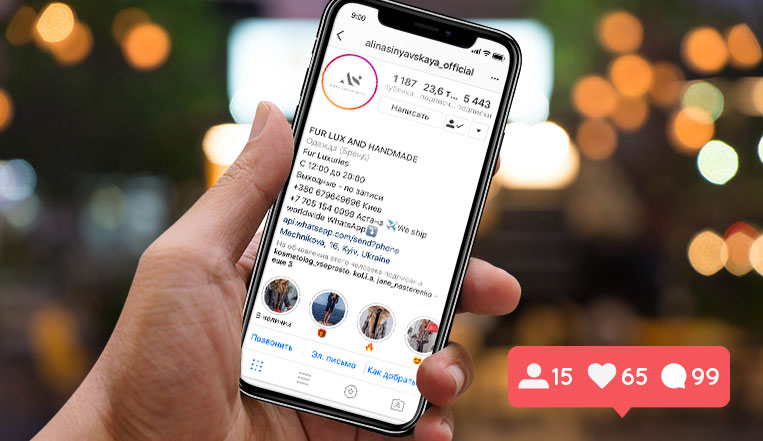 9:00
alinasinyavskaya_official
1 187 23,6 т... 5 443
публика... подписч... подписки
Написать
FUR LUX AND HANDMADE
Одежда (Бренд)
Fur Luxuries
С 12:00 до 20:00
Выходные - по записи
+380 679649696 Киев
+7 705 154 0098 Астана ✈️We ship
worldwide WhatsApp⤵️
api.whatsapp.com/send?phone
Mechnikova, 16, Kyiv, Ukraine
На обновления этого человека подписаны
kosmetolog_vseprosto, kol.i.a, jane_nesterenko и
еще 3
В наличии 🎁 🔥 😍
Позвонить Эл. письмо Как добрать
15 65 99